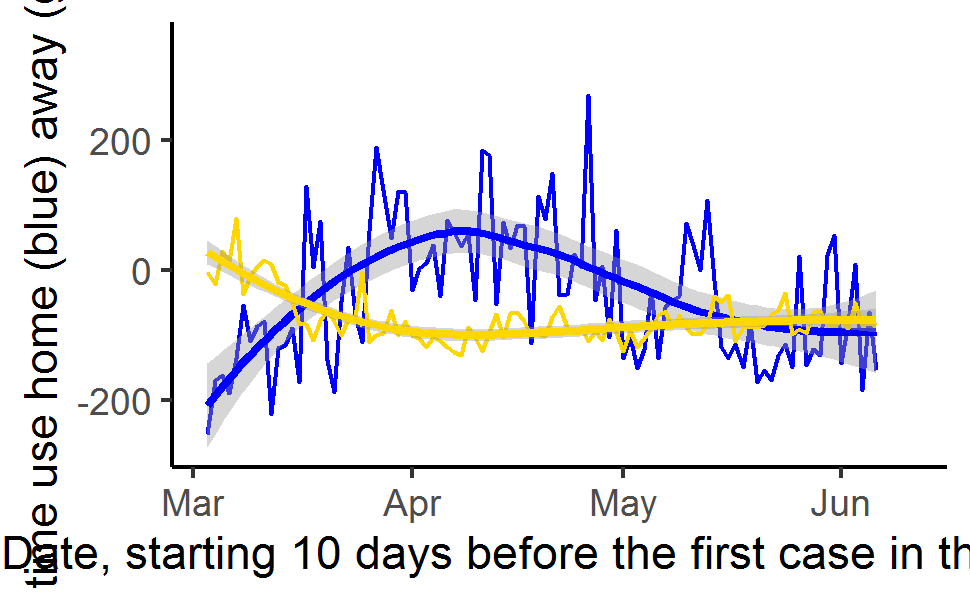 time use home (blue) away (
200
0
-200
Mar Apr May Jun
Date, starting 10 days before the first case in th